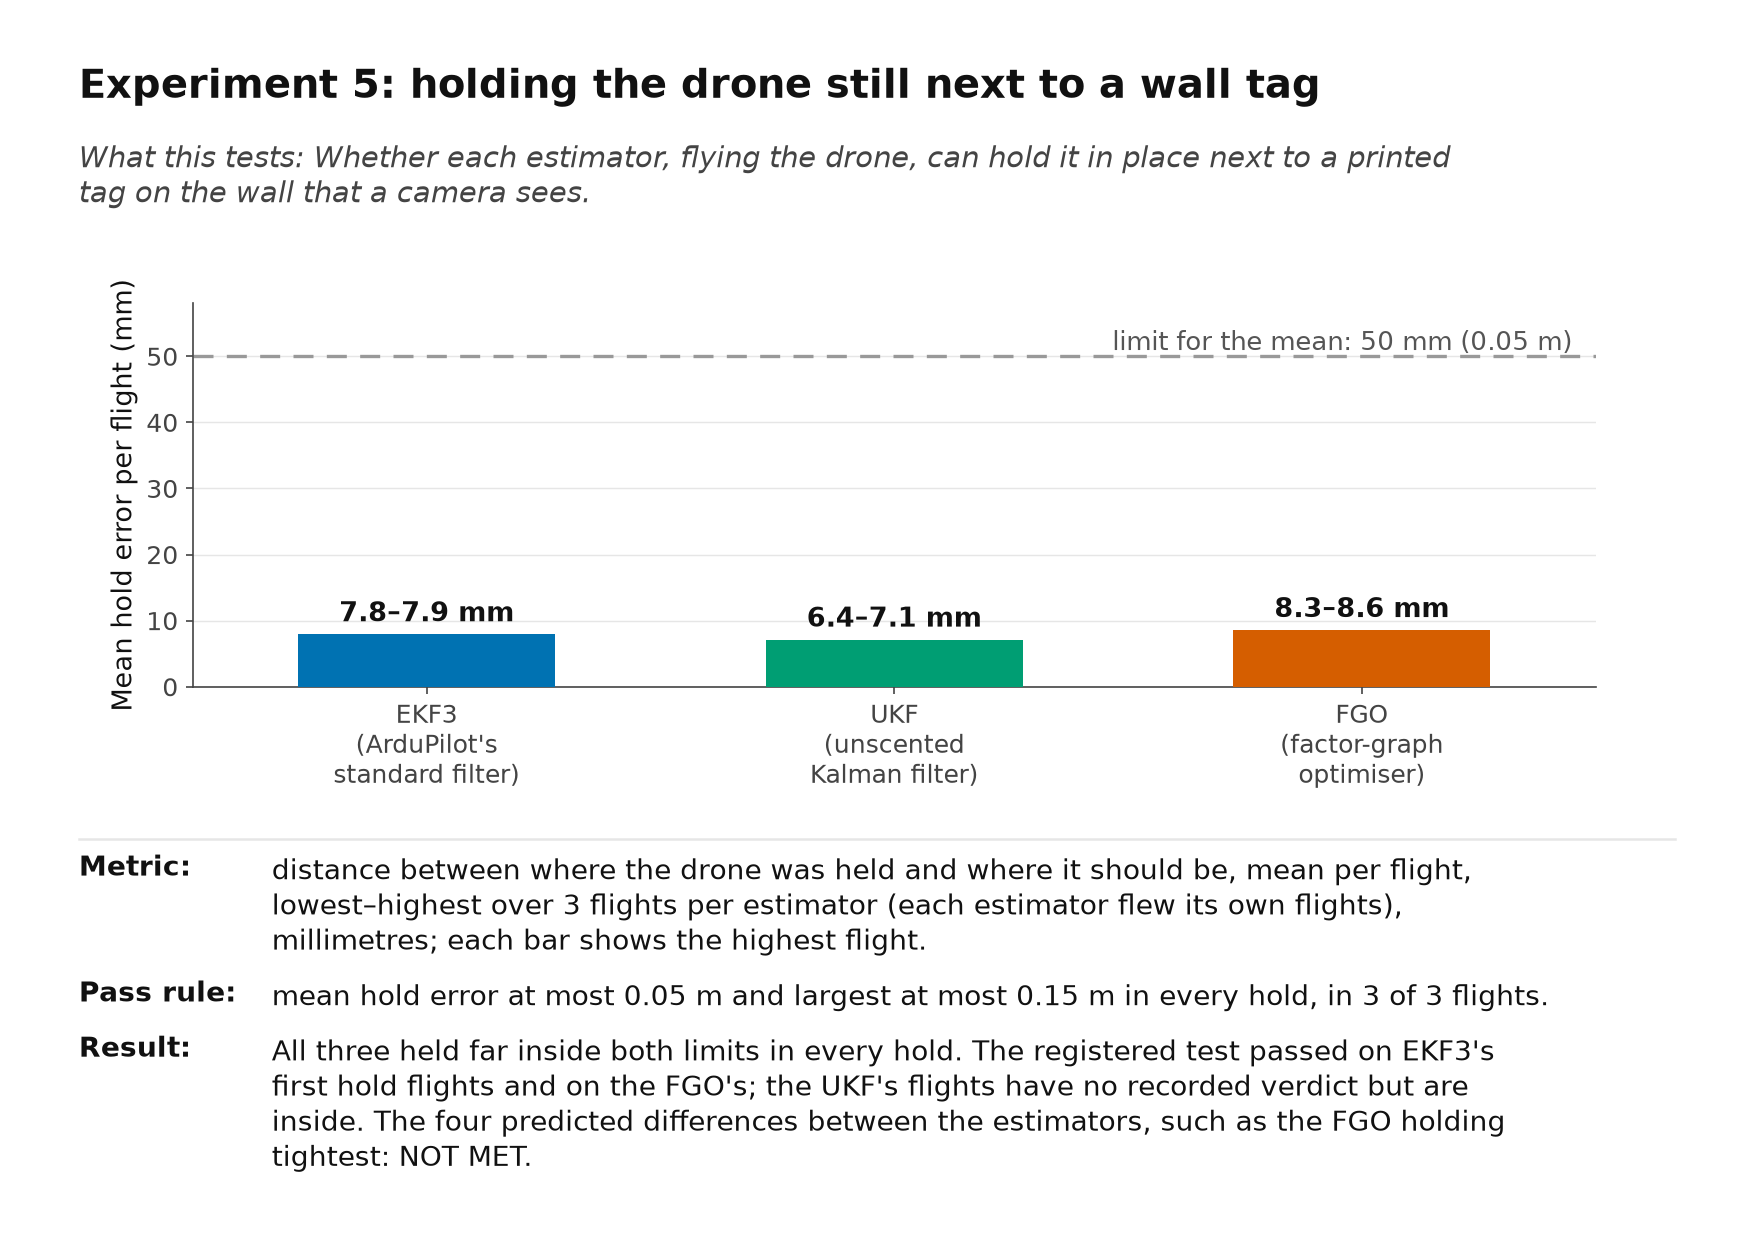 Experiment 5: holding the drone still next to a wall tag
What this tests: Whether each estimator, flying the drone, can hold it in place next to a printed
tag on the wall that a camera sees.
Mean hold error per flight (mm)
50
40
30
20
10
0
limit for the mean: 50 mm (0.05 m)
7.8–7.9 mm
6.4–7.1 mm
8.3–8.6 mm
EKF3
(ArduPilot's
standard filter)
UKF
(unscented
Kalman filter)
FGO
(factor-graph
optimiser)
Metric: distance between where the drone was held and where it should be, mean per flight,
lowest–highest over 3 flights per estimator (each estimator flew its own flights),
millimetres; each bar shows the highest flight.
Pass rule: mean hold error at most 0.05 m and largest at most 0.15 m in every hold, in 3 of 3 flights.
Result: All three held far inside both limits in every hold. The registered test passed on EKF3's
first hold flights and on the FGO's; the UKF's flights have no recorded verdict but are
inside. The four predicted differences between the estimators, such as the FGO holding
tightest: NOT MET.